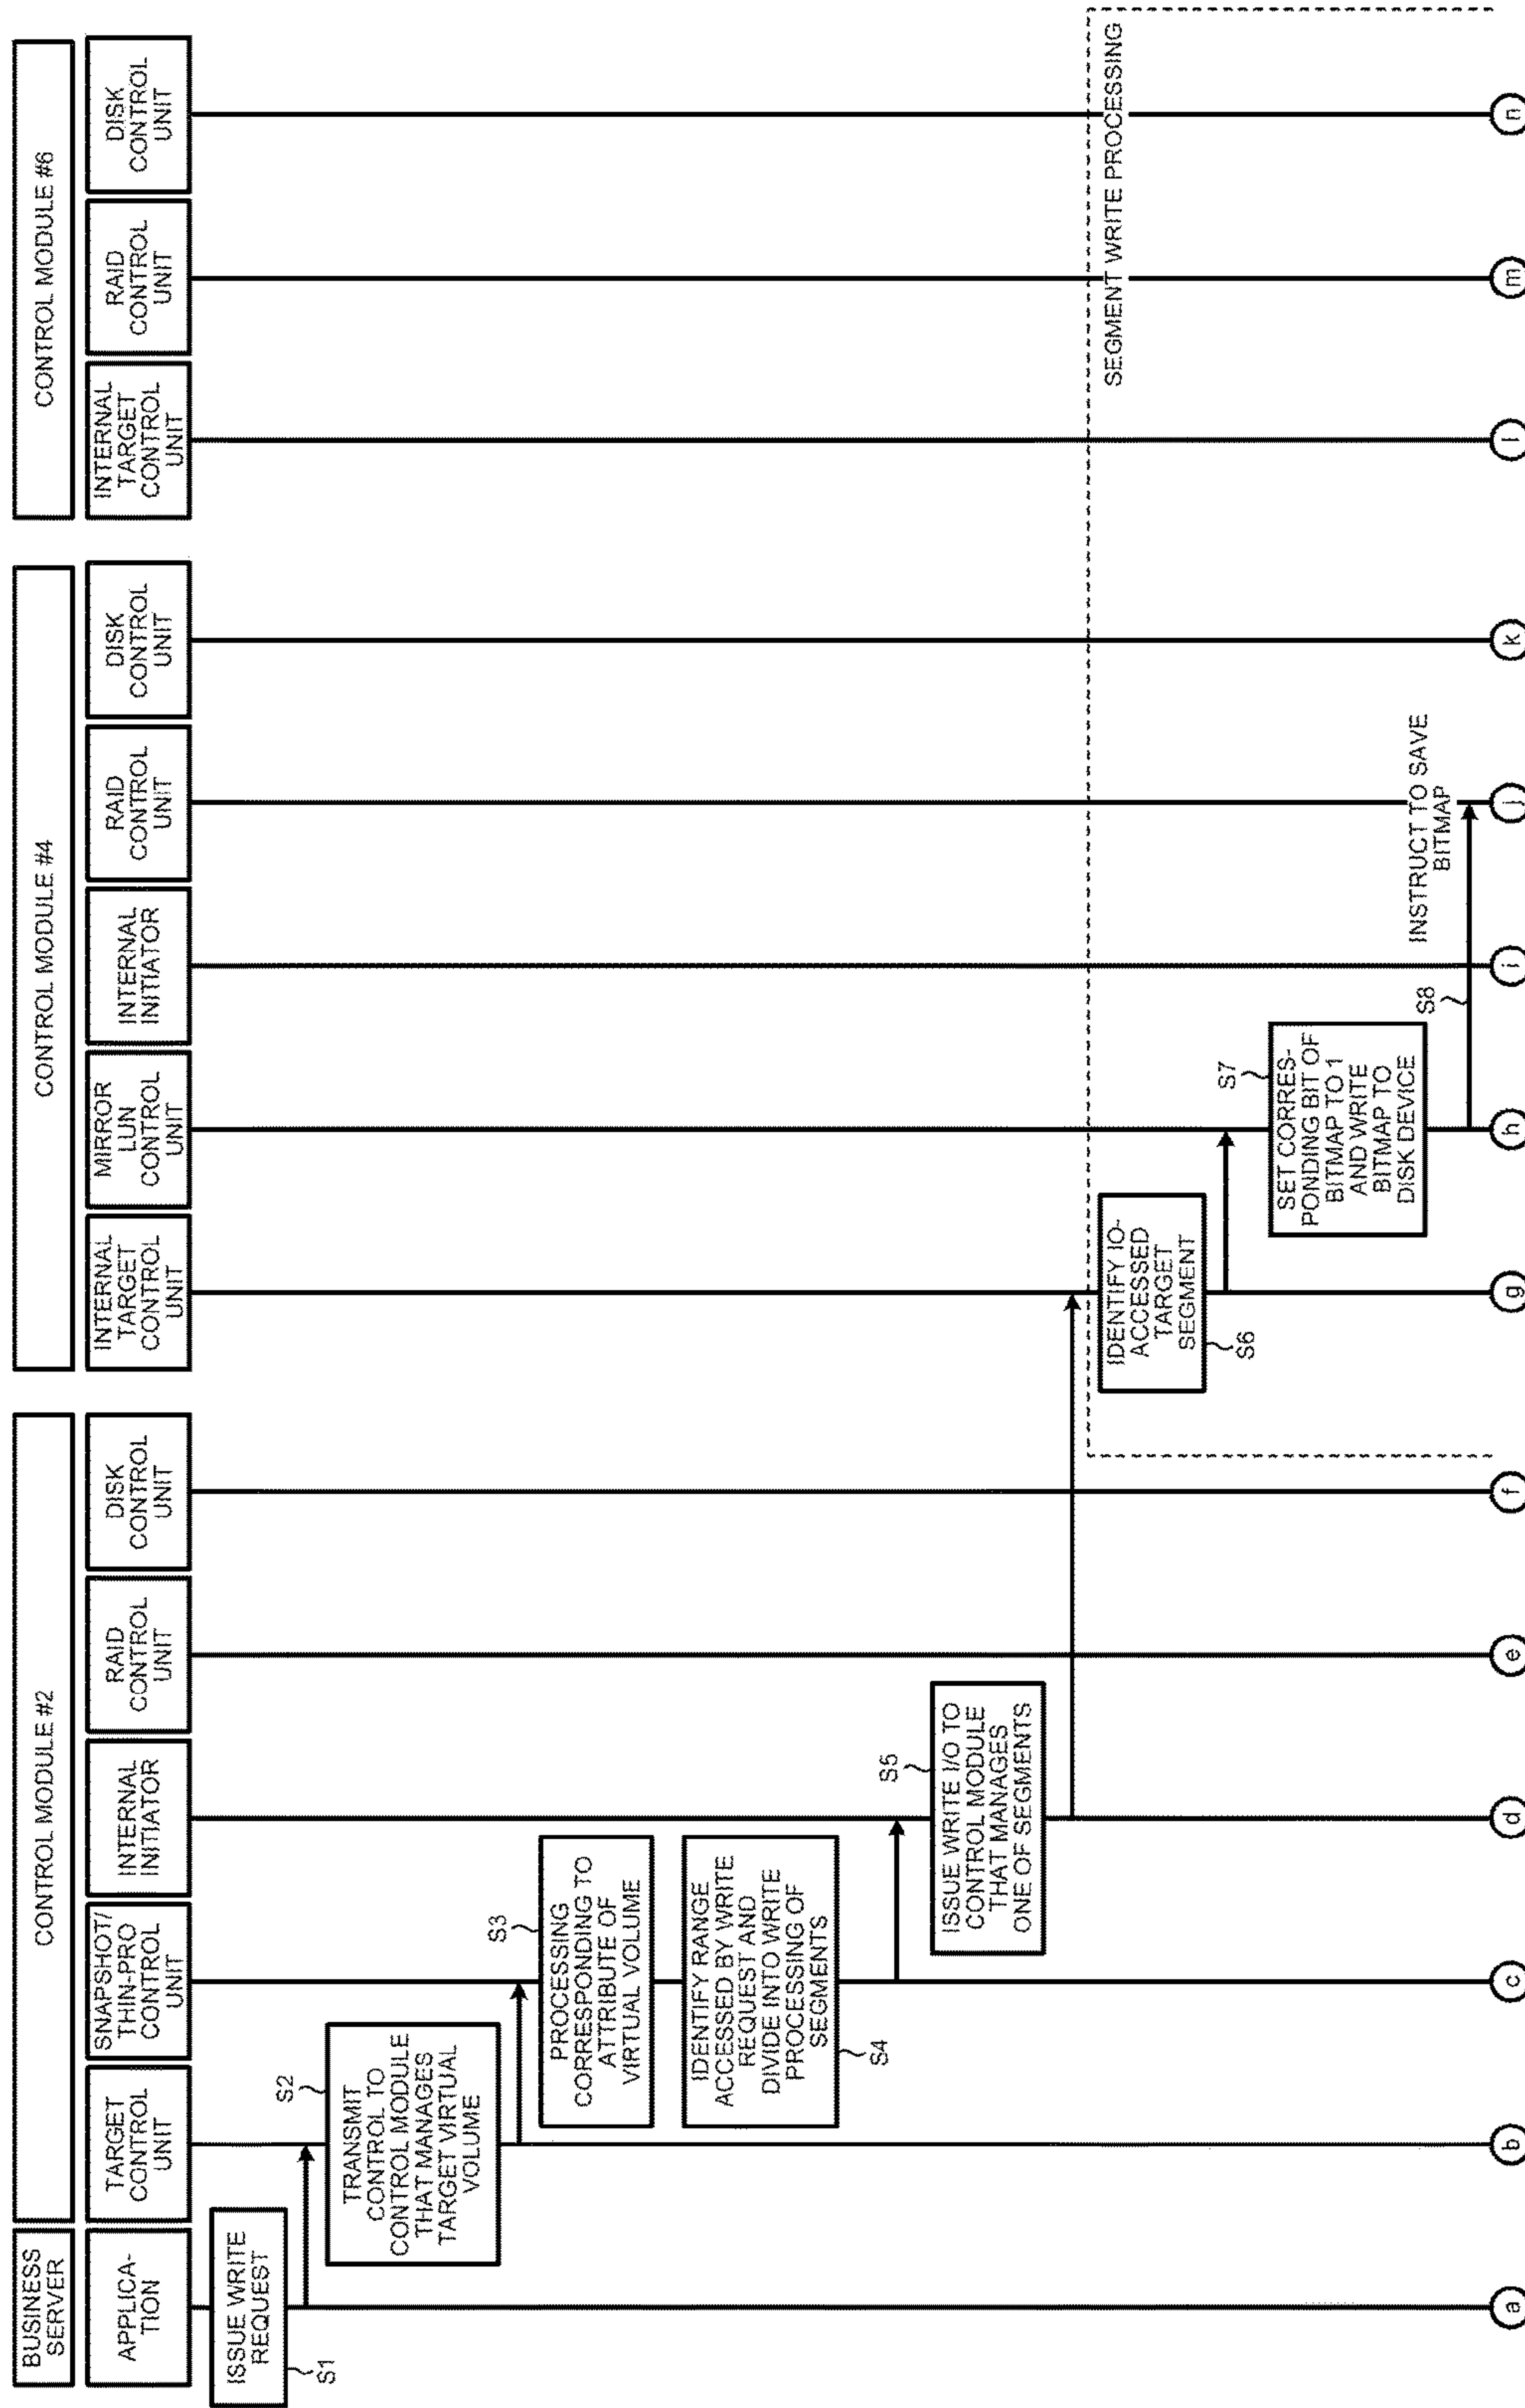 BUSINESS
SERVER
CONTROL MODULE #2
CONTROL MODULE #4
CONTROL MODULE #6
APPLICA-
TION
TARGET
CONTROL
UNIT
SNAPSHOT/
THIN-PRO
CONTROL
UNIT
INTERNAL
INITIATOR
RAID
CONTROL
UNIT
DISK
CONTROL
UNIT
INTERNAL
TARGET
CONTROL
UNIT
MIRROR
LUN
CONTROL
UNIT
INTERNAL
INITIATOR
RAID
CONTROL
UNIT
DISK
CONTROL
UNIT
INTERNAL
TARGET
CONTROL
UNIT
RAID
CONTROL
UNIT
DISK
CONTROL
UNIT
ISSUE WRITE
REQUEST
S1
S2
TRANSMIT
CONTROL TO
CONTROL MODULE
THAT MANAGES
TARGET VIRTUAL
VOLUME
S3
PROCESSING
CORRESPONDING TO
ATTRIBUTE OF
VIRTUAL VOLUME
IDENTIFY RANGE
ACCESSED BY WRITE
REQUEST AND
DIVIDE INTO WRITE
PROCESSING OF
SEGMENTS
S4
S5
ISSUE WRITE I/O TO
CONTROL MODULE
THAT MANAGES
ONE OF SEGMENTS
SEGMENT WRITE PROCESSING
IDENTIFY IO-
ACCESSED
TARGET
SEGMENT
S6
S7
SET CORRES-
PONDING BIT OF
BITMAP TO 1
AND WRITE
BITMAP TO
DISK DEVICE
S8
INSTRUCT TO SAVE
BITMAP
a
b
c
d
e
f
g
h
i
j
k
l
m
n